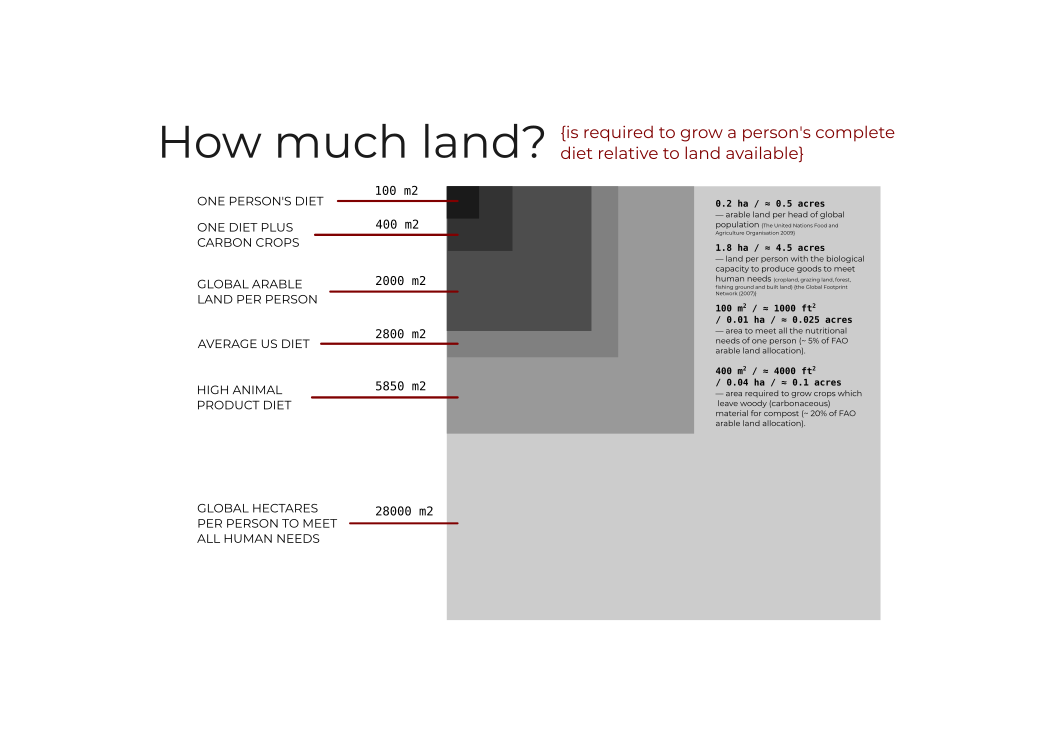 How much land?
{is required to grow a person's complete
diet relative to land available}
ONE PERSON'S DIET
100 m2
ONE DIET PLUS
CARBON CROPS
400 m2
GLOBAL ARABLE
LAND PER PERSON
2000 m2
AVERAGE US DIET
2800 m2
HIGH ANIMAL
PRODUCT DIET
5850 m2
GLOBAL HECTARES
PER PERSON TO MEET
ALL HUMAN NEEDS
28000 m2
0.2 ha / ≈ 0.5 acres
— arable land per head of global
population (The United Nations Food and
Agriculture Organisation 2009)
1.8 ha / ≈ 4.5 acres
— land per person with the biological
capacity to produce goods to meet
human needs (cropland, grazing land, forest,
fishing ground and built land) (the Global Footprint
Network (2007))
100 m² / ≈ 1000 ft²
/ 0.01 ha / ≈ 0.025 acres
— area to meet all the nutritional
needs of one person (~ 5% of FAO
arable land allocation).
400 m² / ≈ 4000 ft²
/ 0.04 ha / ≈ 0.1 acres
— area required to grow crops which
leave woody (carbonaceous)
material for compost (~ 20% of FAO
arable land allocation).